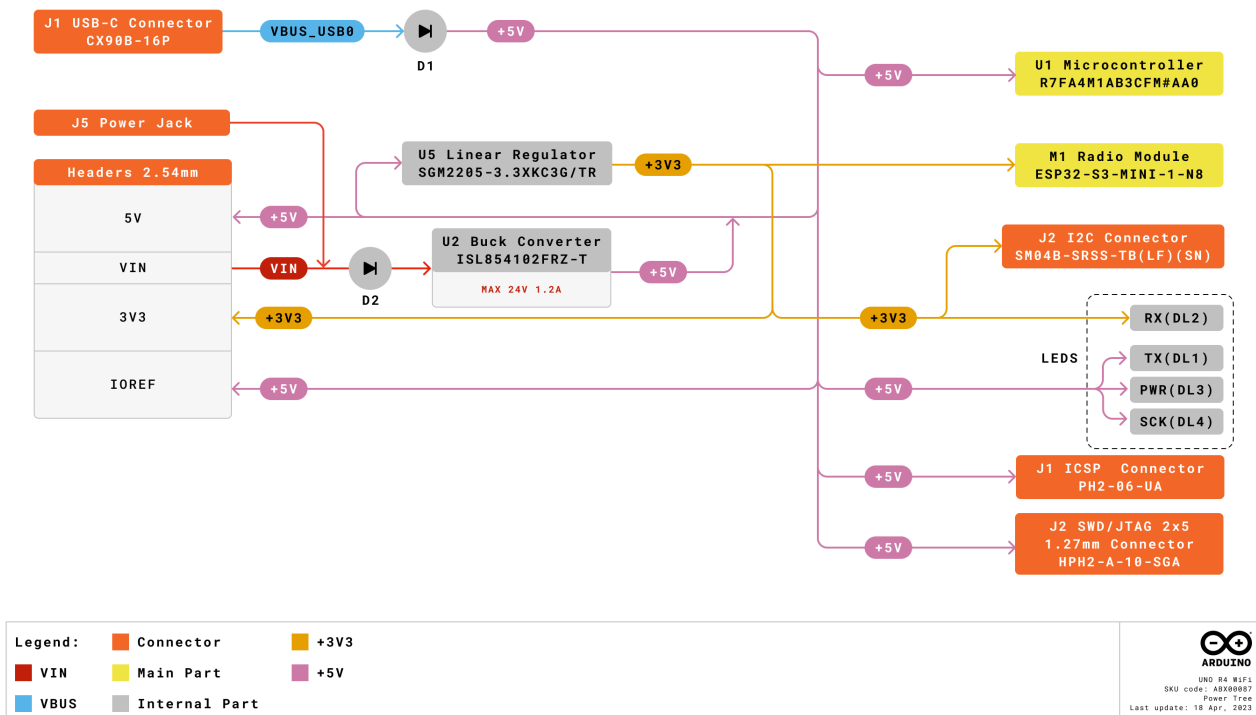 J1 USB-C Connector
CX90B-16P
VBUS_USB0
D1
+5V
+5V
U1 Microcontroller
R7FA4M1AB3CFM#AA0
J5 Power Jack
Headers 2.54mm
U5 Linear Regulator
SGM2205-3.3XKC3G/TR
+3V3
M1 Radio Module
ESP32-S3-MINI-1-N8
5V
+5V
VIN
VIN
D2
U2 Buck Converter
ISL854102FRZ-T
MAX 24V 1.2A
+5V
J2 I2C Connector
SM04B-SRSS-TB(LF)(SN)
3V3
+3V3
+3V3
RX(DL2)
LEDS
TX(DL1)
IOREF
+5V
+5V
PWR(DL3)
SCK(DL4)
+5V
J1 ICSP Connector
PH2-06-UA
+5V
J2 SWD/JTAG 2x5
1.27mm Connector
HPH2-A-10-SGA
Legend:
Connector
+3V3
VIN
Main Part
+5V
VBUS
Internal Part
ARDUINO
UNO R4 WiFi
SKU code: ABX00087
Power Tree
Last update: 18 Apr, 2023